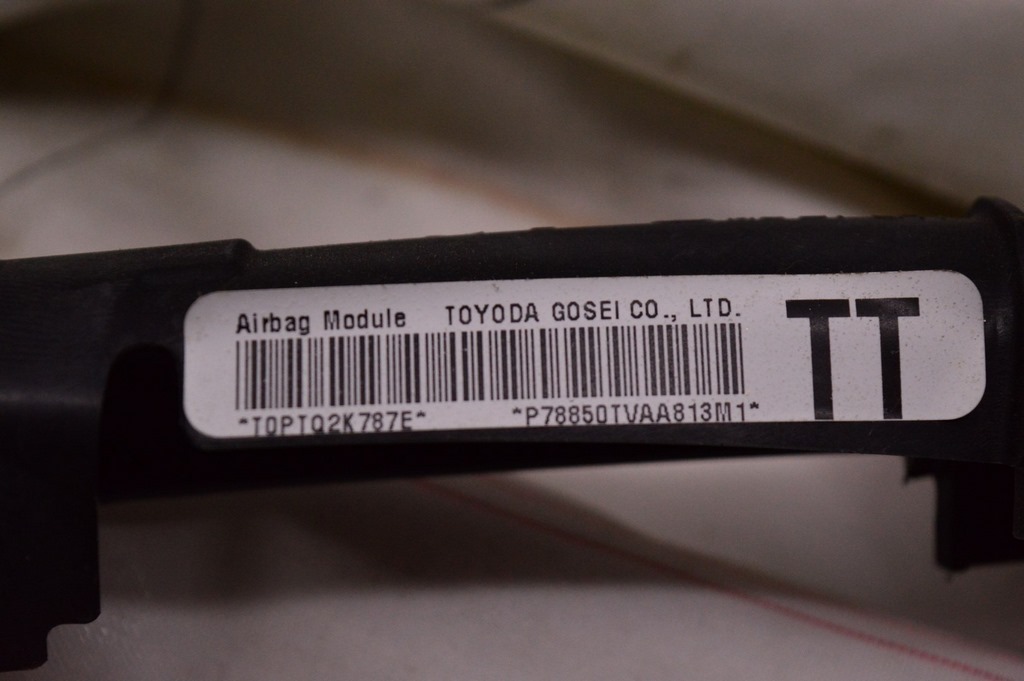 Airbag Module TOYODA GOSEI CO., LTD.
TT
*T0PTQ2K787E* *P78850TVAA813M1*